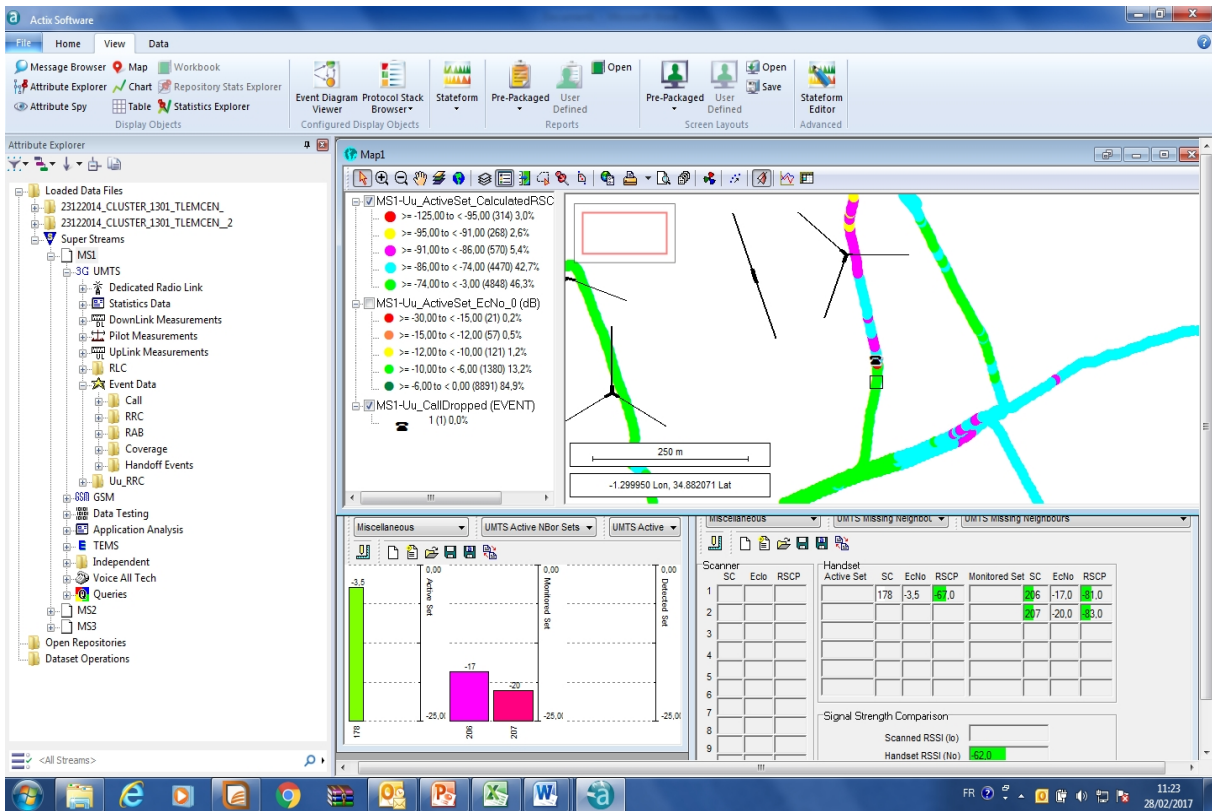 Actix Software
File Home View Data
Message Browser Map Workbook
Attribute Explorer Chart Repository Stats Explorer
Attribute Spy Table Statistics Explorer
Display Objects
Event Diagram Viewer
Protocol Stack Browser
Configured Display Objects
Stateform
Pre-Packaged
User Defined
Open
Reports
Pre-Packaged
User Defined
Open
Save
Screen Layouts
Stateform Editor
Advanced
Attribute Explorer
Loaded Data Files
23122014_CLUSTER_1301_TLEMCEN_
23122014_CLUSTER_1301_TLEMCEN__2
Super Streams
MS1
3G UMTS
Dedicated Radio Link
Statistics Data
DownLink Measurements
Pilot Measurements
UpLink Measurements
RLC
Event Data
Call
RRC
RAB
Coverage
Handoff Events
Uu_RRC
GSM GSM
Data Testing
Application Analysis
E TEMS
Independent
Voice All Tech
Queries
MS2
MS3
Open Repositories
Dataset Operations
<All Streams>
Map1
MS1-Uu_ActiveSet_CalculatedRSC
>= -125,00 to < -95,00 (314) 3,0%
>= -95,00 to < -91,00 (268) 2,6%
>= -91,00 to < -86,00 (570) 5,4%
>= -86,00 to < -74,00 (4470) 42,7%
>= -74,00 to < -3,00 (4848) 46,3%
MS1-Uu_ActiveSet_EcNo_0 (dB)
>= -30,00 to < -15,00 (21) 0,2%
>= -15,00 to < -12,00 (57) 0,5%
>= -12,00 to < -10,00 (121) 1,2%
>= -10,00 to < -6,00 (1380) 13,2%
>= -6,00 to < 0,00 (8891) 84,9%
MS1-Uu_CallDropped (EVENT)
1 (1) 0,0%
250 m
-1.299950 Lon, 34.882071 Lat
Miscellaneous UMTS Active NBor Sets UMTS Active
-3,5
0,00
Active Set
-25,0
178
0,00
Monitored Set
-17
-20
-25,0
206
207
0,00
Detected Set
-25,0
Miscellaneous UMTS Missing Neighbours
Scanner
SC EcIo RSCP
1
2
3
4
5
6
7
8
9
Handset
Active Set SC EcNo RSCP Monitored Set SC EcNo RSCP
178 -3,5 -67,0 206 -17,0 -81,0
207 -20,0 -83,0
Signal Strength Comparison
Scanned RSSI (Io)
Handset RSSI (No) -62,0
FR
11:23
28/02/2017